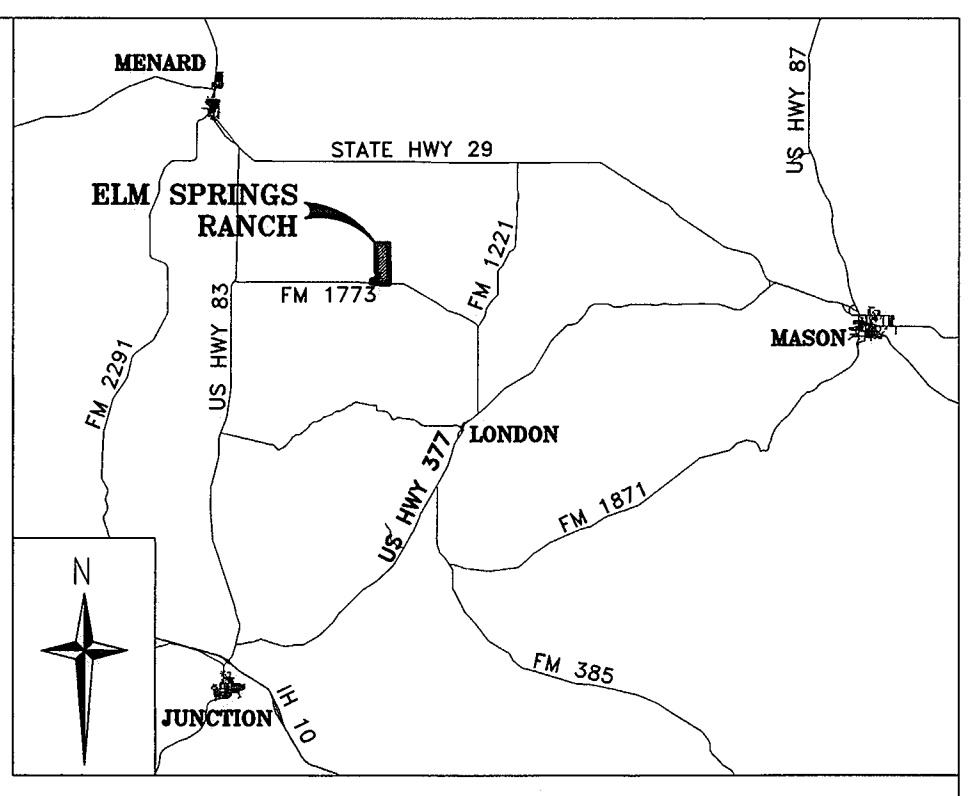 MENARD
US HWY 87
STATE HWY 29
ELM SPRINGS
RANCH
FM 1221
FM 1773
US HWY 83
MASON
FM 2291
LONDON
US HWY 377
FM 1871
N
FM 385
IH 10
JUNCTION